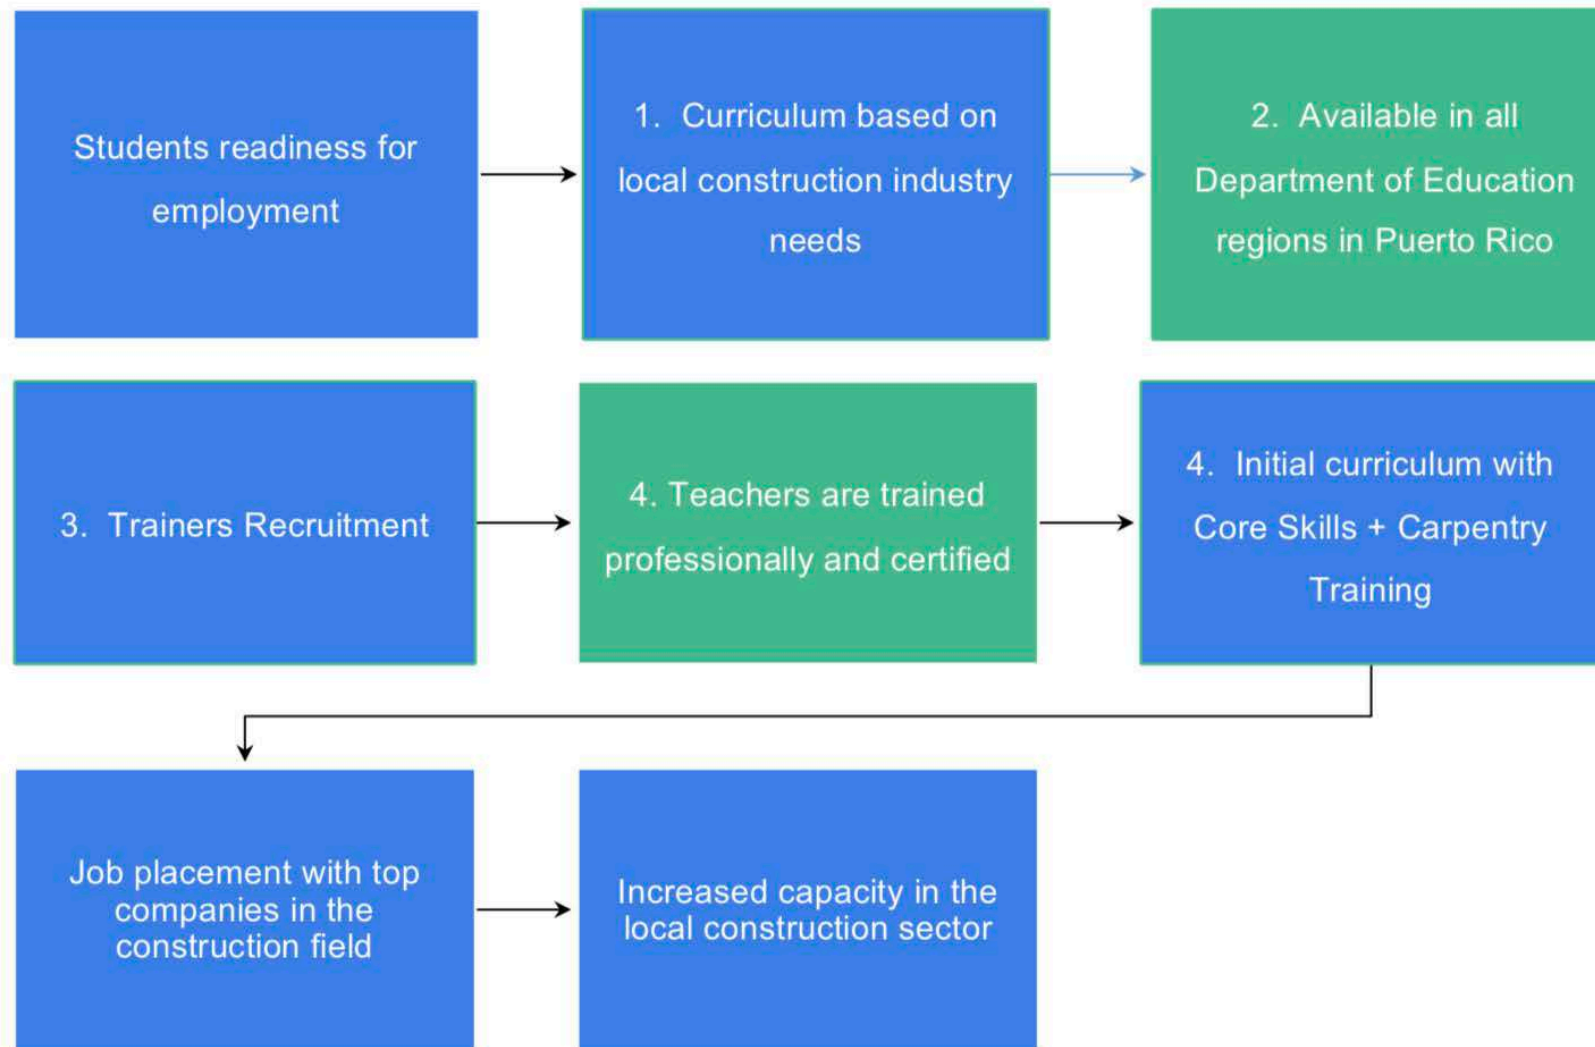 Students readiness for
employment
1. Curriculum based on
local construction industry
needs
2. Available in all
Department of Education
regions in Puerto Rico
3. Trainers Recruitment
4. Teachers are trained
professionally and certified
4. Initial curriculum with
Core Skills + Carpentry
Training
Job placement with top
companies in the
construction field
Increased capacity in the
local construction sector